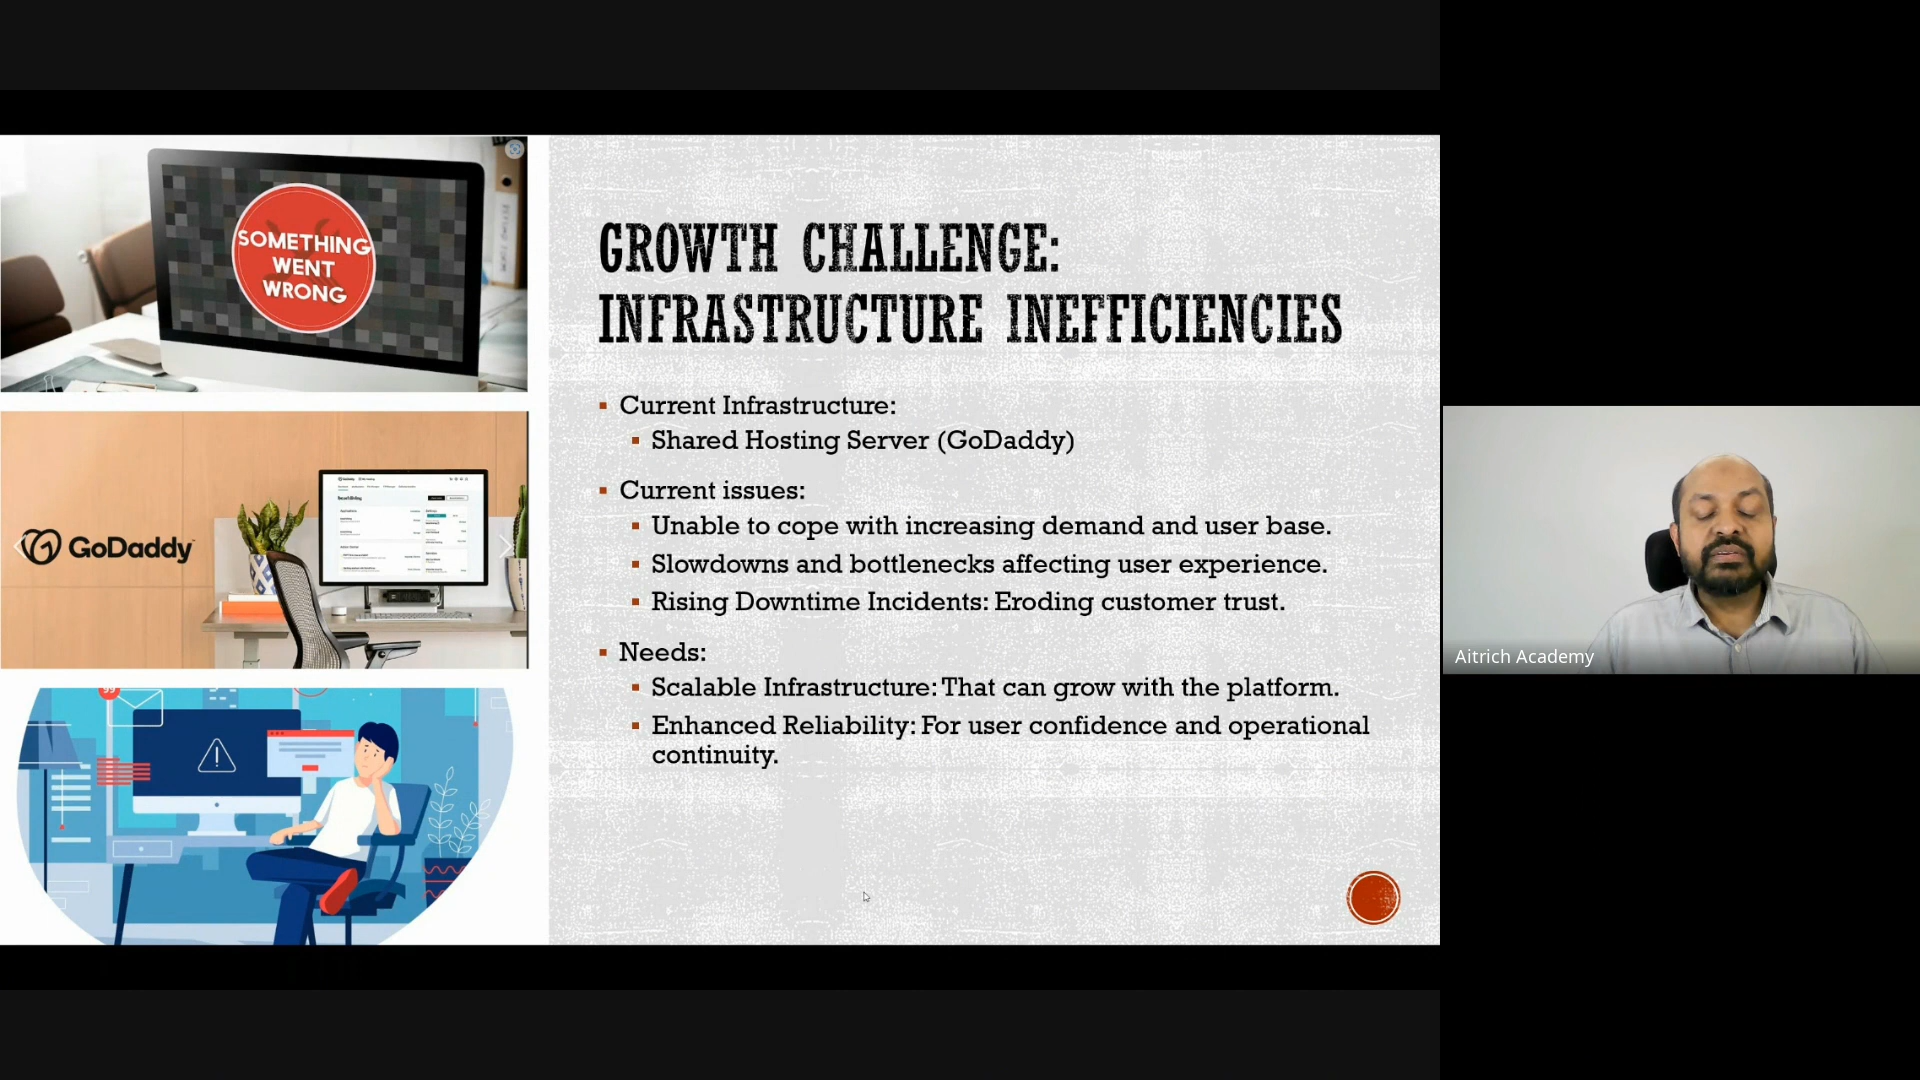 SOMETHING
WENT
WRONG
GoDaddy
99
GROWTH CHALLENGE:
INFRASTRUCTURE INEFFICIENCIES
Current Infrastructure:
Shared Hosting Server (GoDaddy)
Current issues:
Unable to cope with increasing demand and user base.
Slowdowns and bottlenecks affecting user experience.
Rising Downtime Incidents: Eroding customer trust.
Needs:
Scalable Infrastructure: That can grow with the platform.
Enhanced Reliability: For user confidence and operational
continuity.
Aitrich Academy